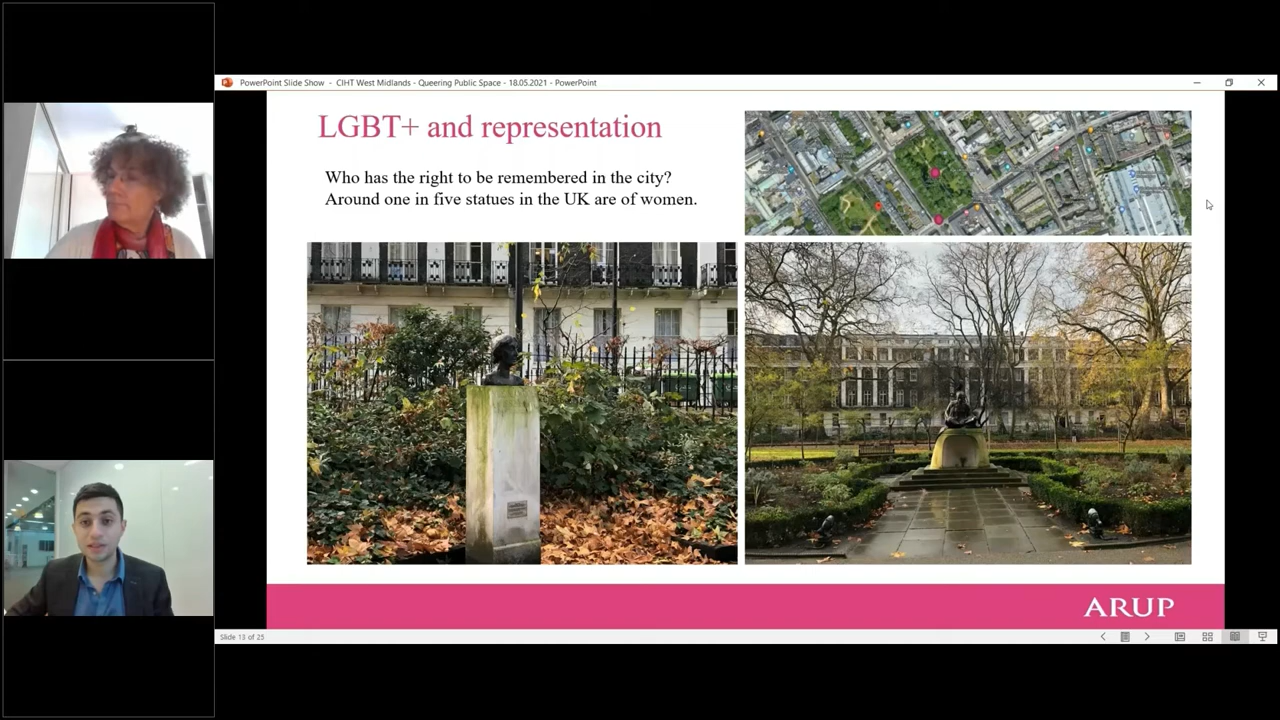 PowerPoint Slide Show - CIHT West Midlands - Queering Public Space - 18.05.2021 - PowerPoint
LGBT+ and representation
Who has the right to be remembered in the city?
Around one in five statues in the UK are of women.
ARUP
Slide 13 of 25